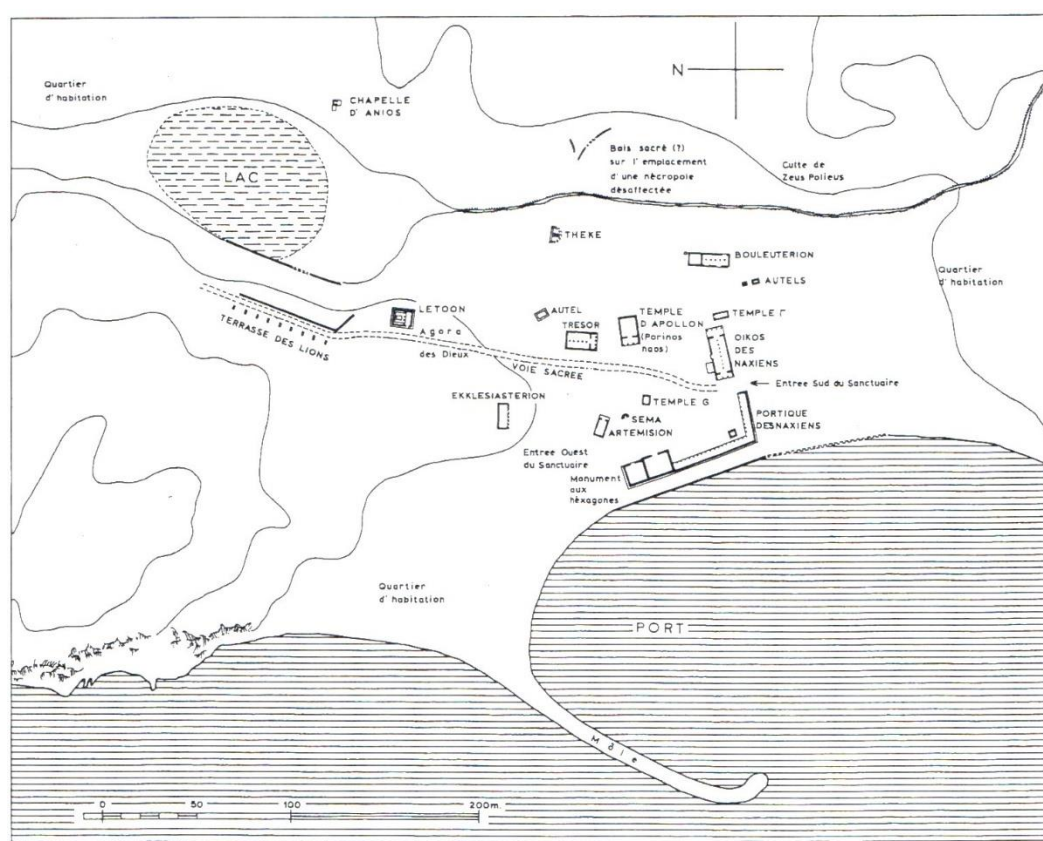 N
Quartier
d'habitation
CHAPELLE
D'ANIOS
LAC
Bois sacré (?)
sur l'emplacement
d'une nécropole
désaffectée
Culte de
Zeus Polieus
THEKE
BOULEUTERION
AUTELS
Quartier
d'habitation
LETOON
Agora
des Dieux
TERRASSE DES LIONS
AUTEL
TRESOR
TEMPLE
D APOLLON
(Porinos
naos)
TEMPLE Γ
OIKOS
DES
NAXIENS
VOIE SACREE
Entree Sud du Sanctuaire
EKKLESIASTERION
TEMPLE G
SEMA
ARTEMISION
PORTIQUE
DES NAXIENS
Entrée Ouest
du Sanctuaire
Monument
aux
hexagones
Quartier
d'habitation
PORT
Môle
0 50 100 200m.